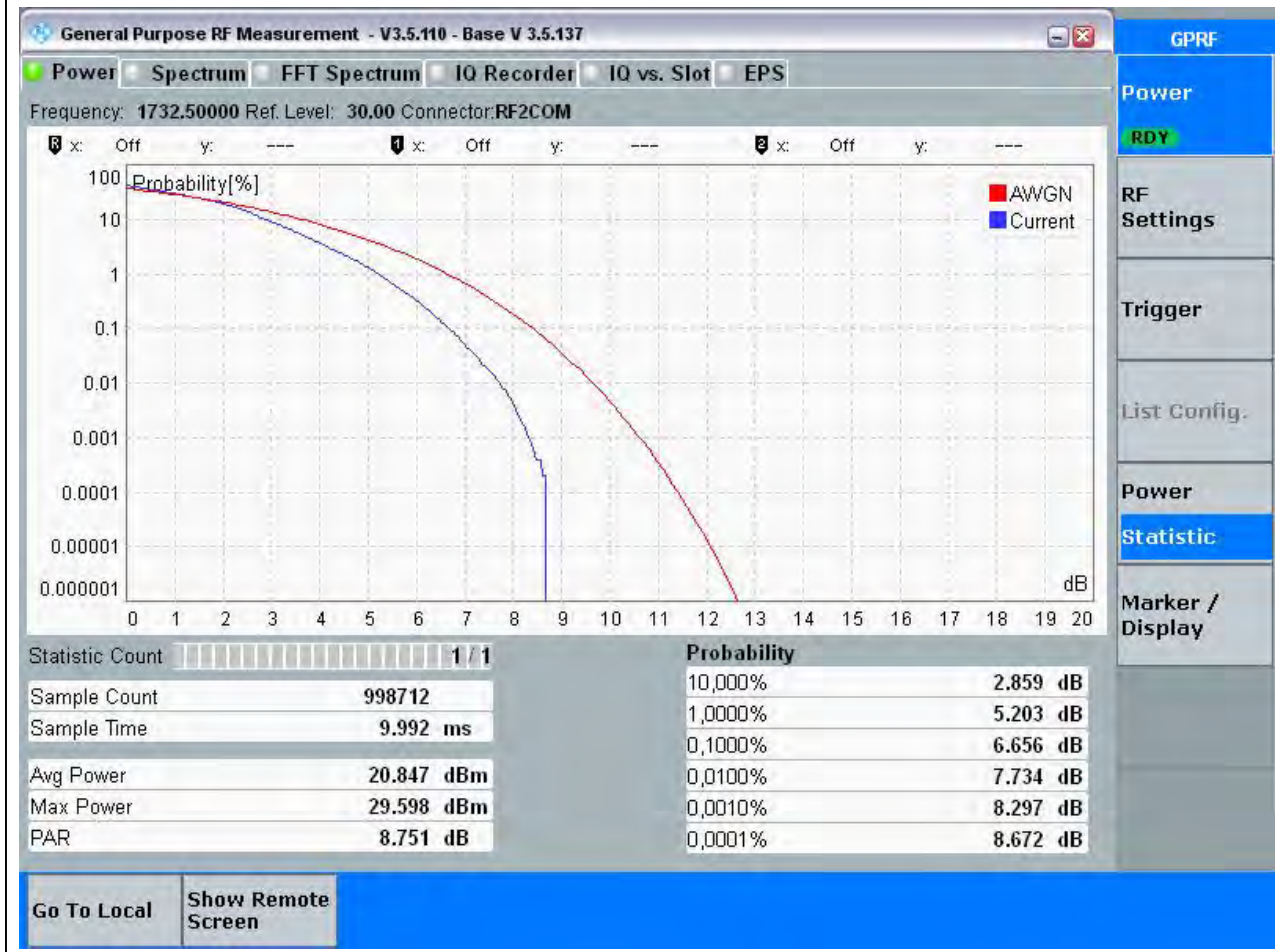 General Purpose RF Measurement - V3.5.110 - Base V 3.5.137
GPRF
Power Spectrum FFT Spectrum IQ Recorder IQ vs. Slot EPS
Frequency: 1732.50000 Ref. Level: 30.00 Connector:RF2COM
R x: Off y: --- 1 x: Off y: --- 2 x: Off y: ---
Probability[%]
AWGN
Current
100
10
1
0.1
0.01
0.001
0.0001
0.00001
0.000001
dB
0 1 2 3 4 5 6 7 8 9 10 11 12 13 14 15 16 17 18 19 20
Statistic Count 1 / 1
Sample Count 998712
Sample Time 9.992 ms
Avg Power 20.847 dBm
Max Power 29.598 dBm
PAR 8.751 dB
Probability
10,000% 2.859 dB
1,0000% 5.203 dB
0,1000% 6.656 dB
0,0100% 7.734 dB
0,0010% 8.297 dB
0,0001% 8.672 dB
Power
RDY
RF
Settings
Trigger
List Config.
Power
Statistic
Marker /
Display
Go To Local
Show Remote
Screen